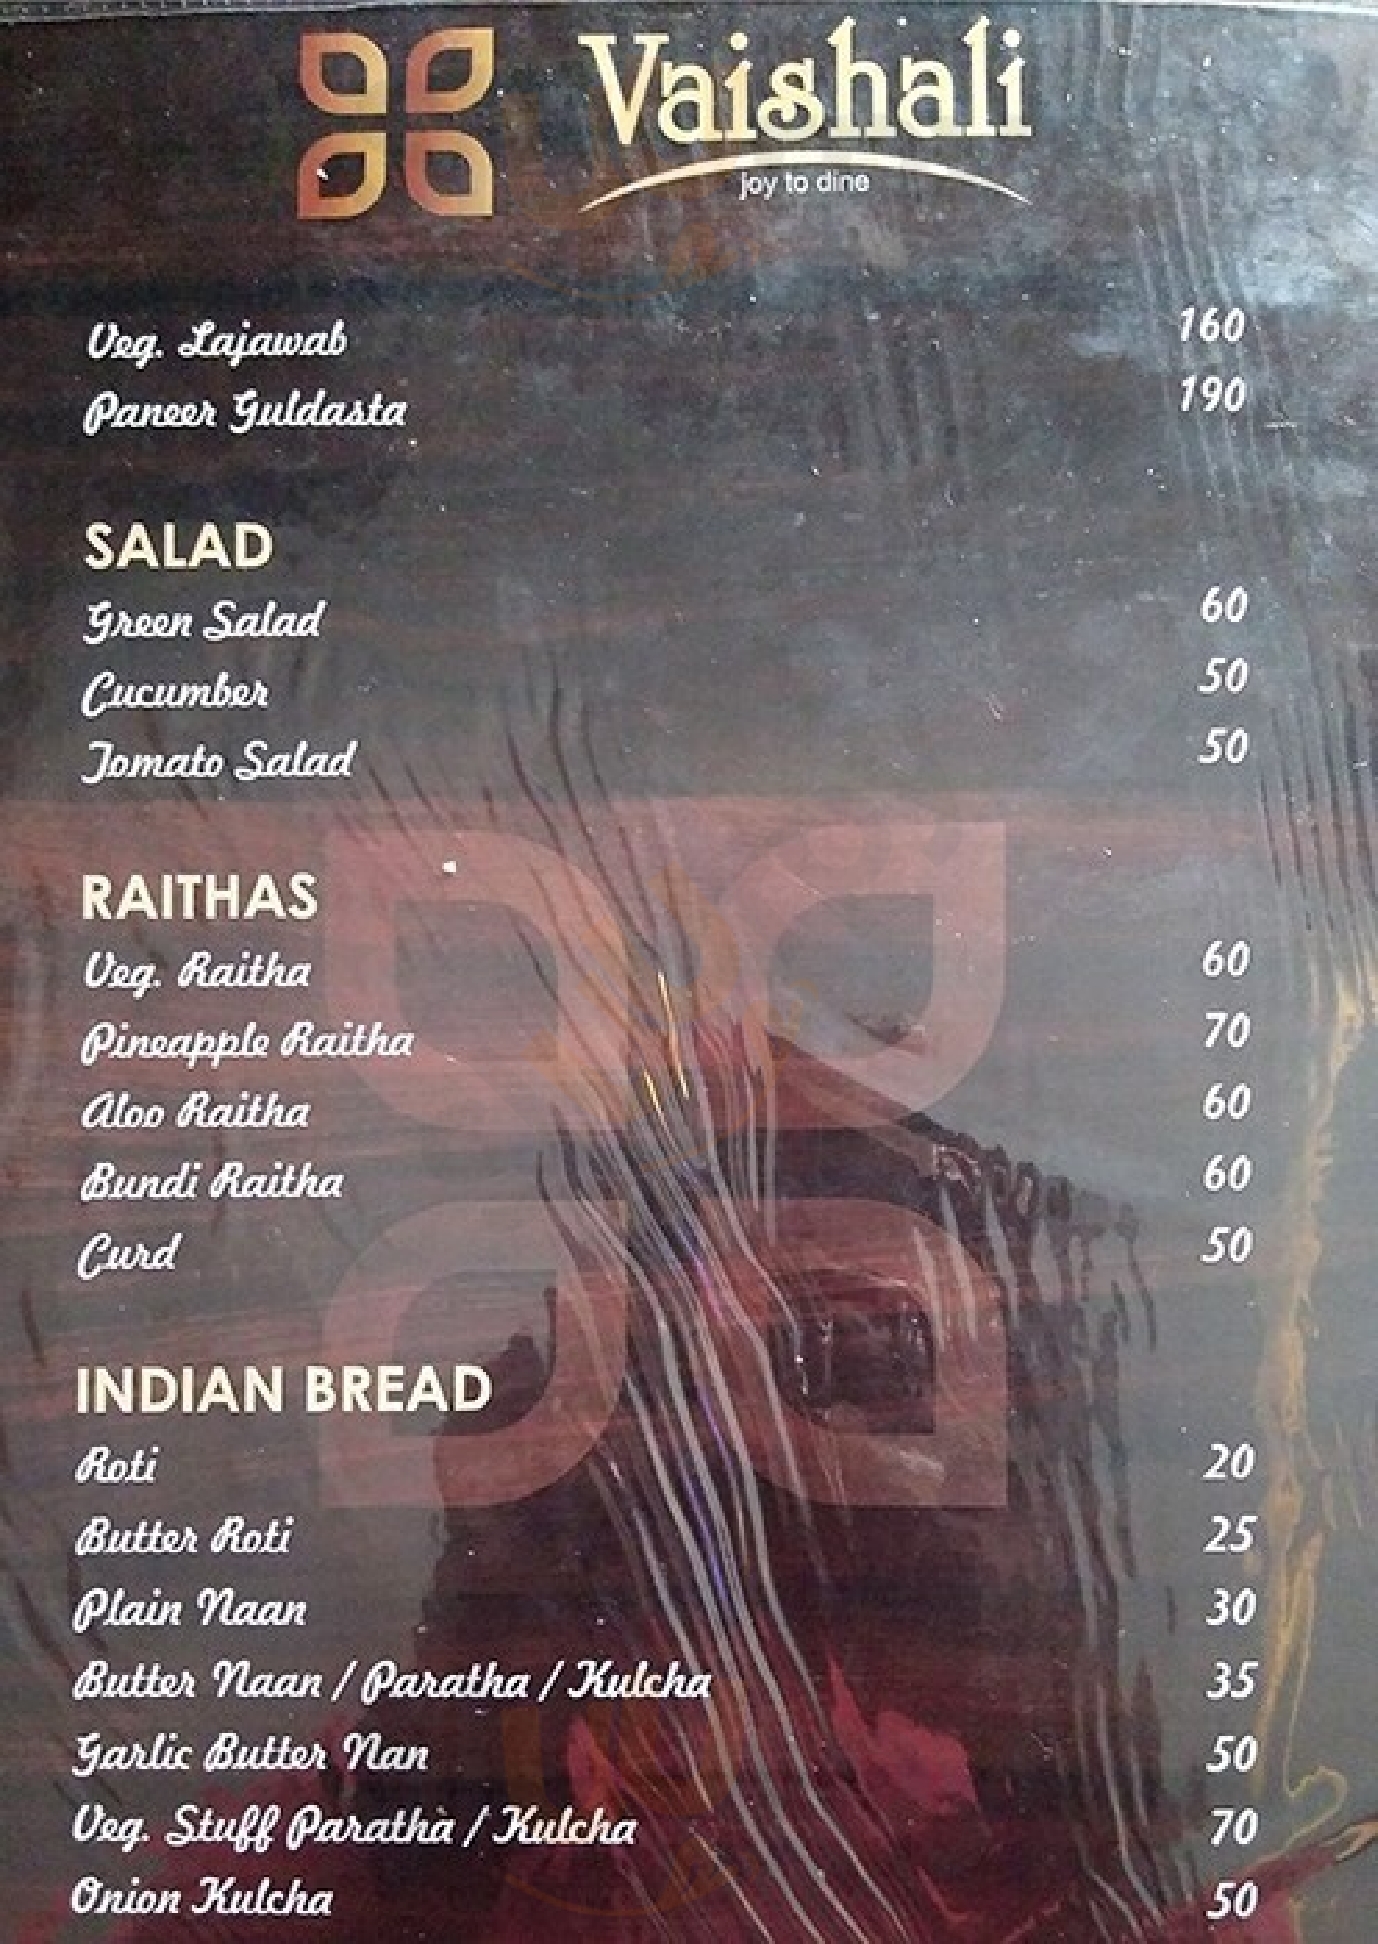 Vaishali
joy to dine
Veg. Lajawab 160
Paneer Guldasta 190
SALAD
Green Salad 60
Cucumber 50
Tomato Salad 50
RAITHAS
Veg. Raitha 60
Pineapple Raitha 70
Aloo Raitha 60
Bundi Raitha 60
Curd 50
INDIAN BREAD
Roti 20
Butter Roti 25
Plain Naan 30
Butter Naan / Paratha / Kulcha 35
Garlic Butter Nan 50
Veg. Stuff Paratha / Kulcha 70
Onion Kulcha 50